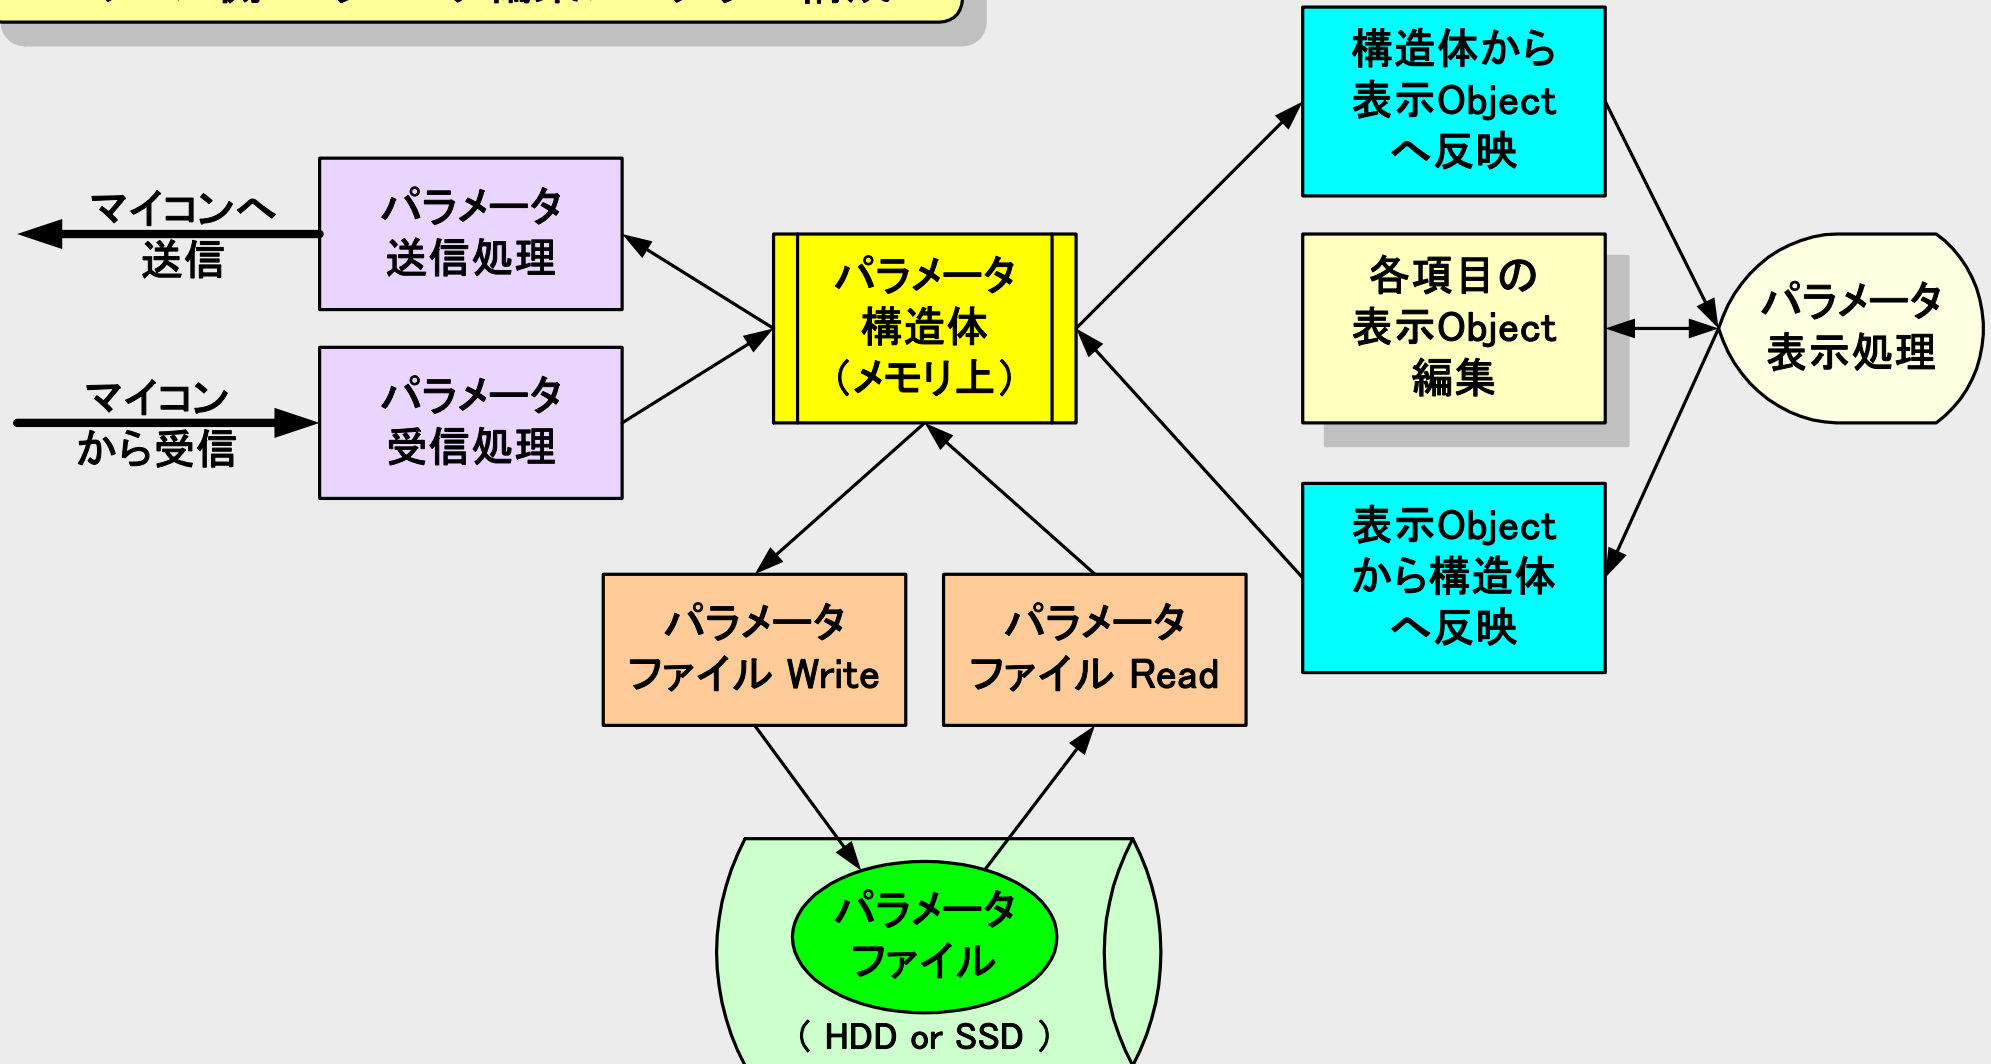 構造体から
表示Object
へ反映
マイコンへ
送信
パラメータ
送信処理
パラメータ
構造体
（メモリ上）
各項目の
表示Object
編集
パラメータ
表示処理
マイコン
から受信
パラメータ
受信処理
表示Object
から構造体
へ反映
パラメータ
ファイル Write
パラメータ
ファイル Read
パラメータ
ファイル
（ HDD or SSD ）